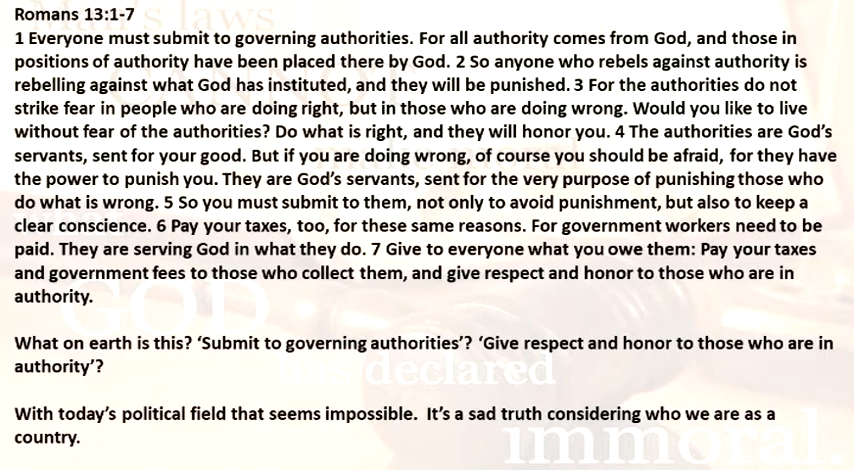 Man's laws
CANNOT
Romans 13:1-7
1 Everyone must submit to governing authorities. For all authority comes from God, and those in
positions of authority have been placed there by God. 2 So anyone who rebels against authority is
rebelling against what God has instituted, and they will be punished. 3 For the authorities do not
strike fear in people who are doing right, but in those who are doing wrong. Would you like to live
without fear of the authorities? Do what is right, and they will honor you. 4 The authorities are God’s
servants, sent for your good. But if you are doing wrong, of course you should be afraid, for they have
the power to punish you. They are God’s servants, sent for the very purpose of punishing those who
do what is wrong. 5 So you must submit to them, not only to avoid punishment, but also to keep a
clear conscience. 6 Pay your taxes, too, for these same reasons. For government workers need to be
paid. They are serving God in what they do. 7 Give to everyone what you owe them: Pay your taxes
and government fees to those who collect them, and give respect and honor to those who are in
authority.
What on earth is this? ‘Submit to governing authorities’? ‘Give respect and honor to those who are in
authority’?
With today’s political field that seems impossible.  It’s a sad truth considering who we are as a
country.
what
GOD
has declared
immoral.